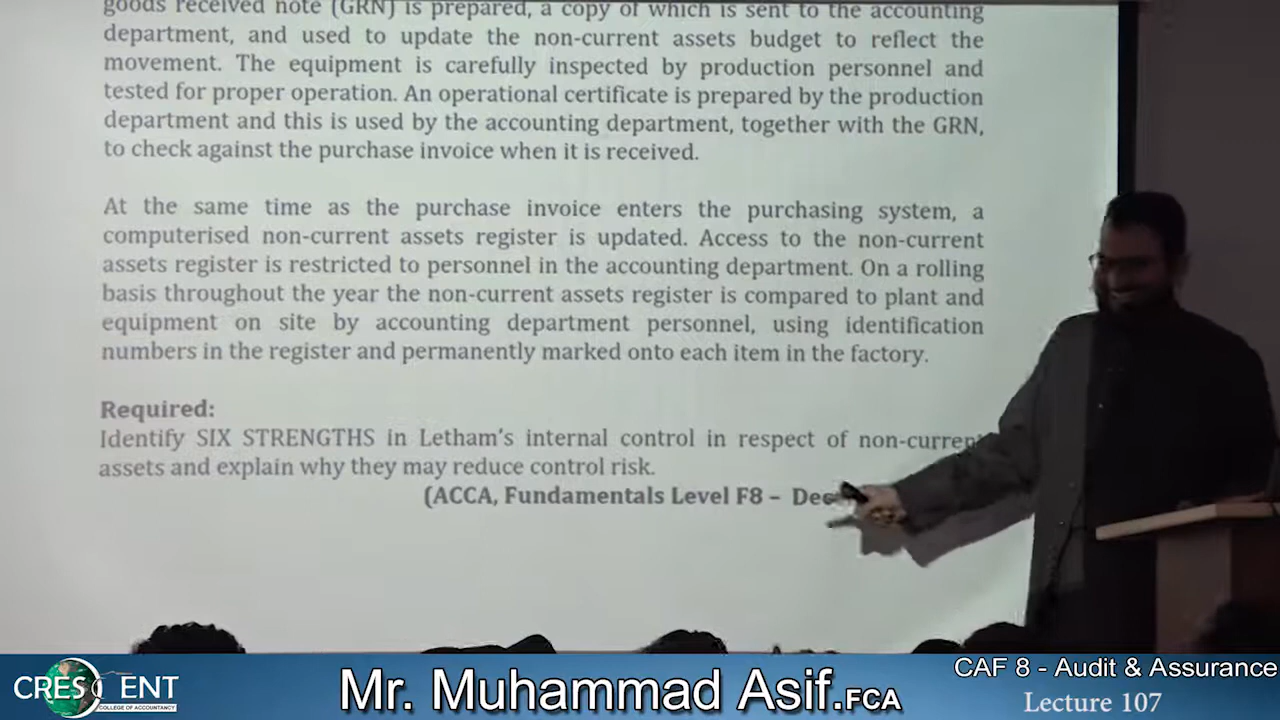 goods received note (GRN) is prepared, a copy of which is sent to the accounting
department, and used to update the non-current assets budget to reflect the
movement. The equipment is carefully inspected by production personnel and
tested for proper operation. An operational certificate is prepared by the production
department and this is used by the accounting department, together with the GRN,
to check against the purchase invoice when it is received.
At the same time as the purchase invoice enters the purchasing system, a
computerised non-current assets register is updated. Access to the non-current
assets register is restricted to personnel in the accounting department. On a rolling
basis throughout the year the non-current assets register is compared to plant and
equipment on site by accounting department personnel, using identification
numbers in the register and permanently marked onto each item in the factory.
Required:
Identify SIX STRENGTHS in Letham's internal control in respect of non-current
assets and explain why they may reduce control risk.
(ACCA, Fundamentals Level F8 – Dec
CRESCENT
COLLEGE OF ACCOUNTANCY
Mr. Muhammad Asif.FCA
CAF 8 - Audit & Assurance
Lecture 107